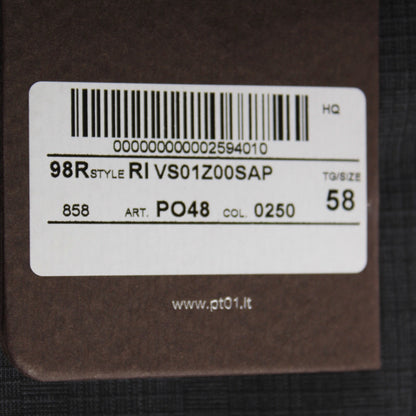 HQ
000000000002594010
98R STYLE RI VS01Z00SAP TG/SIZE
858 ART. PO48 COL. 0250 58
www.pt01.it